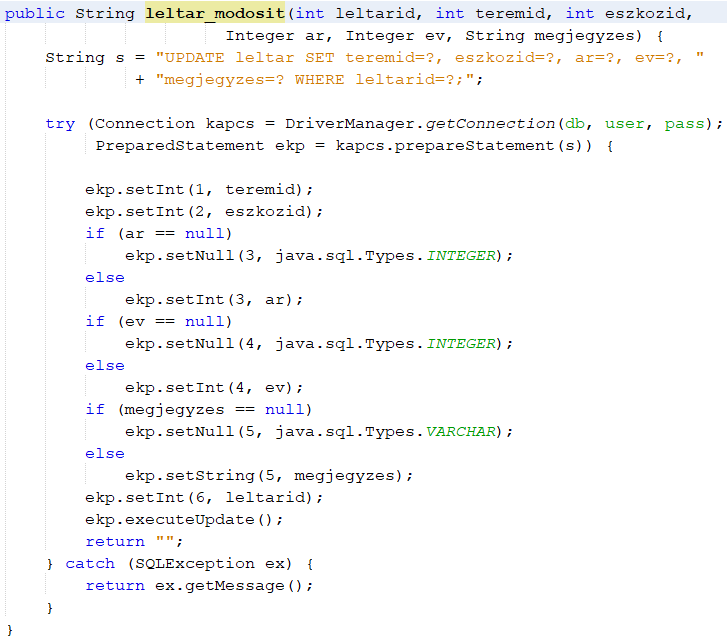 public String leltar_modosit(int leltarid, int teremid, int eszkozid,
                      Integer ar, Integer ev, String megjegyzes) {
    String s = "UPDATE leltar SET teremid=?, eszkozid=?, ar=?, ev=?, "
             + "megjegyzes=? WHERE leltarid=?;";

    try (Connection kapcs = DriverManager.getConnection(db, user, pass);
         PreparedStatement ekp = kapcs.prepareStatement(s)) {

        ekp.setInt(1, teremid);
        ekp.setInt(2, eszkozid);
        if (ar == null)
            ekp.setNull(3, java.sql.Types.INTEGER);
        else
            ekp.setInt(3, ar);
        if (ev == null)
            ekp.setNull(4, java.sql.Types.INTEGER);
        else
            ekp.setInt(4, ev);
        if (megjegyzes == null)
            ekp.setNull(5, java.sql.Types.VARCHAR);
        else
            ekp.setString(5, megjegyzes);
        ekp.setInt(6, leltarid);
        ekp.executeUpdate();
        return "";
    } catch (SQLException ex) {
        return ex.getMessage();
    }
}